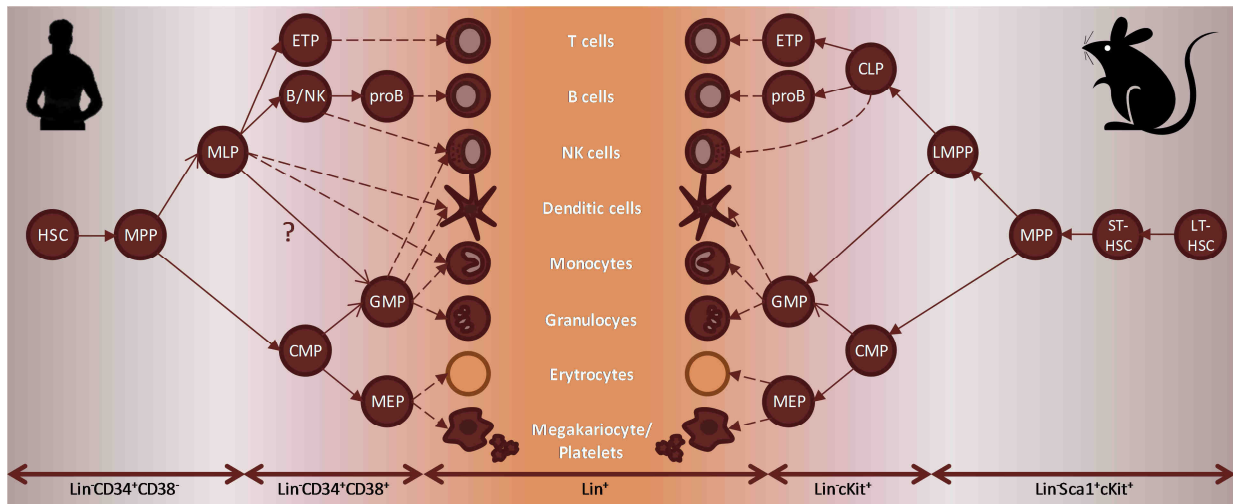 ETP
T cells
ETP
CLP
B/NK
proB
B cells
proB
MLP
NK cells
LMPP
Denditic cells
HSC
MPP
?
MPP
ST-
HSC
LT-
HSC
Monocytes
GMP
GMP
Granulocyes
CMP
CMP
Erytrocytes
MEP
MEP
Megakariocyte/
Platelets
Lin⁻CD34⁺CD38⁻
Lin⁻CD34⁺CD38⁺
Lin⁺
Lin⁻cKit⁺
Lin⁻Sca1⁺cKit⁺